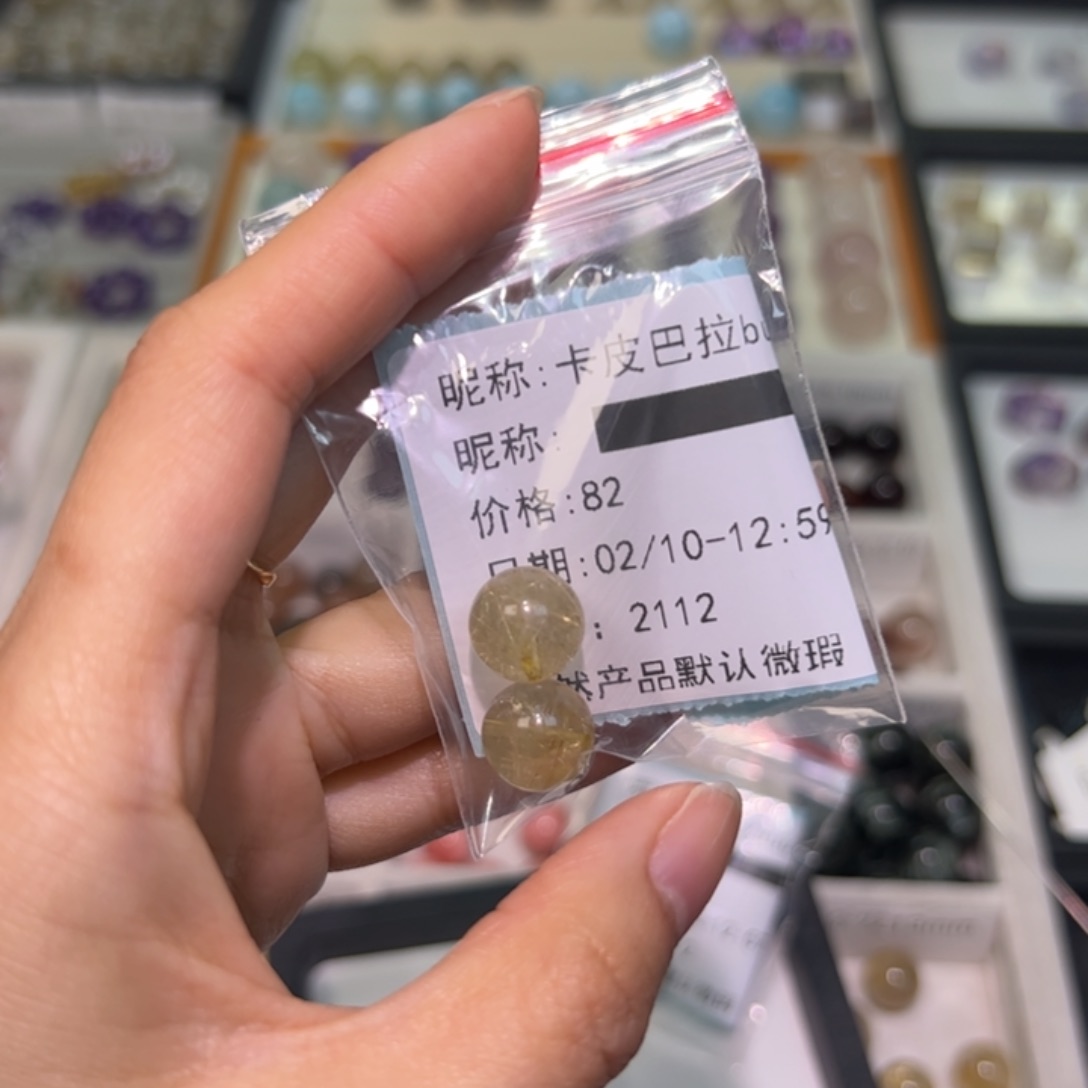 昵称:卡皮巴拉bu
昵称:
价格:82
日期:02/10-12:59
: 2112
然产品默认微瑕